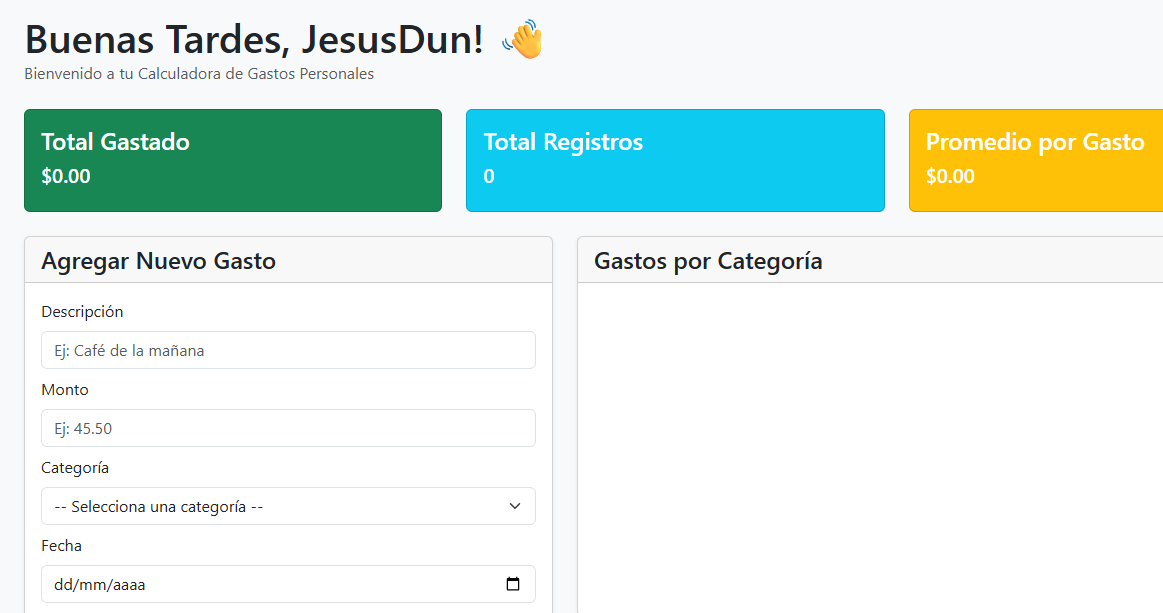 Buenas Tardes, JesusDun! 👋
Bienvenido a tu Calculadora de Gastos Personales
Total Gastado
$0.00
Total Registros
0
Promedio por Gasto
$0.00
Agregar Nuevo Gasto
Descripción
Ej: Café de la mañana
Monto
Ej: 45.50
Categoría
-- Selecciona una categoría --
Fecha
dd/mm/aaaa
Gastos por Categoría